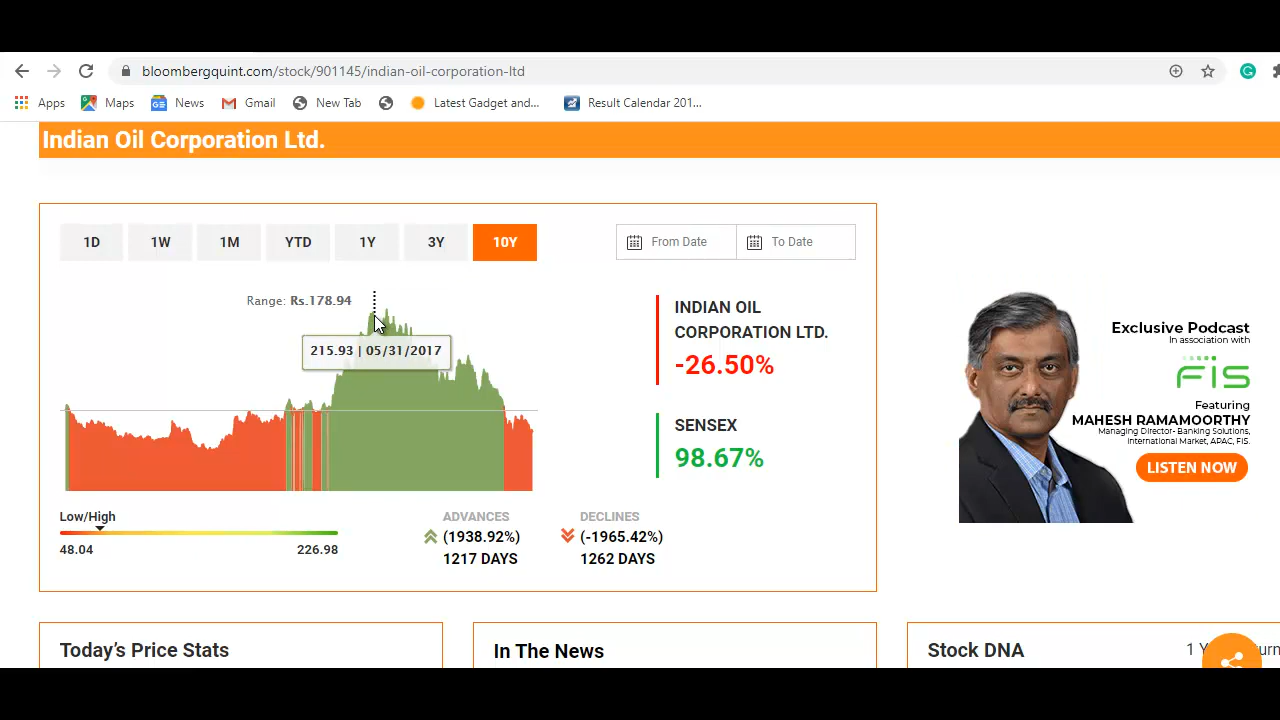 bloombergquint.com/stock/901145/indian-oil-corporation-ltd
Apps Maps News Gmail New Tab Latest Gadget and... Result Calendar 201...
Indian Oil Corporation Ltd.
1D 1W 1M YTD 1Y 3Y 10Y From Date To Date
Range: Rs.178.94
215.93 | 05/31/2017
INDIAN OIL
CORPORATION LTD.
-26.50%
SENSEX
98.67%
Low/High
48.04 226.98
ADVANCES
(1938.92%)
1217 DAYS
DECLINES
(-1965.42%)
1262 DAYS
Exclusive Podcast
In association with
FIS
Featuring
MAHESH RAMAMOORTHY
Managing Director- Banking Solutions,
International Market, APAC, FIS.
LISTEN NOW
Today's Price Stats
In The News
Stock DNA